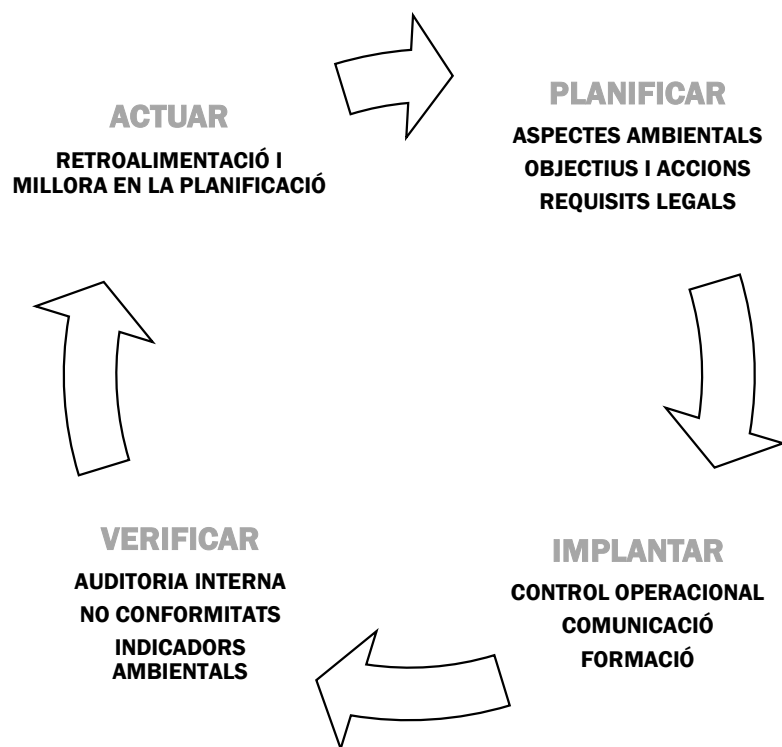 ACTUAR
RETROALIMENTACIÓ I
MILLORA EN LA PLANIFICACIÓ
PLANIFICAR
ASPECTES AMBIENTALS
OBJECTIUS I ACCIONS
REQUISITS LEGALS
VERIFICAR
AUDITORIA INTERNA
NO CONFORMITATS
INDICADORS
AMBIENTALS
IMPLANTAR
CONTROL OPERACIONAL
COMUNICACIÓ
FORMACIÓ